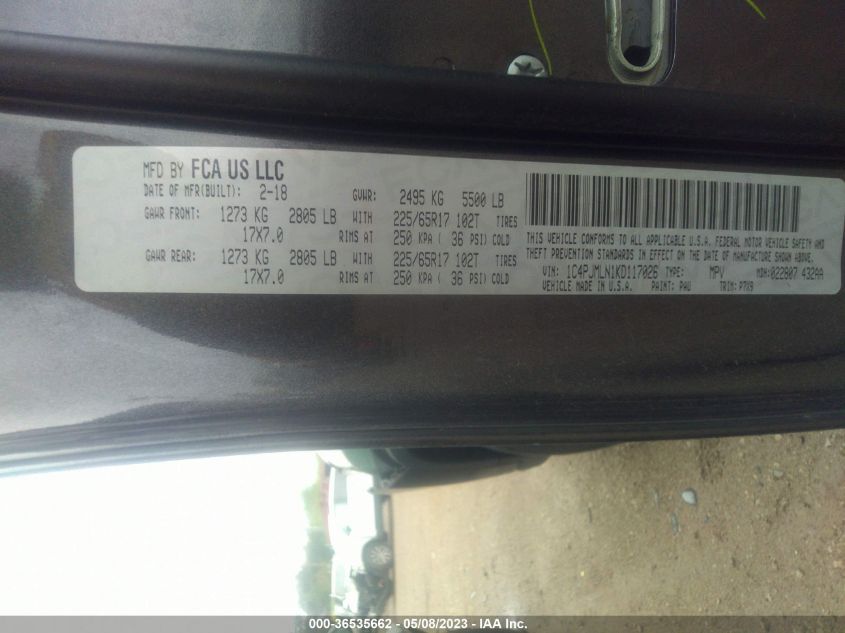 MFD BY FCA US LLC
DATE OF MFR(BUILT): 2-18 GVWR: 2495 KG 5500 LB
GAWR FRONT: 1273 KG 2805 LB WITH 225/65R17 102T TIRES
17X7.0 RIMS AT 250 KPA ( 36 PSI) COLD
GAWR REAR: 1273 KG 2805 LB WITH 225/65R17 102T TIRES
17X7.0 RIMS AT 250 KPA ( 36 PSI) COLD
THIS VEHICLE CONFORMS TO ALL APPLICABLE U.S.A. FEDERAL MOTOR VEHICLE SAFETY AND
THEFT PREVENTION STANDARDS IN EFFECT ON THE DATE OF MANUFACTURE SHOWN ABOVE.
VIN: 1C4PJMLN1KD117026 TYPE: MPV MDH: 022807 432AA
VEHICLE MADE IN U.S.A. PAINT: PAU TRIM: P7X9
000-36535662 - 05/08/2023 - 1C4 IAA Inc.